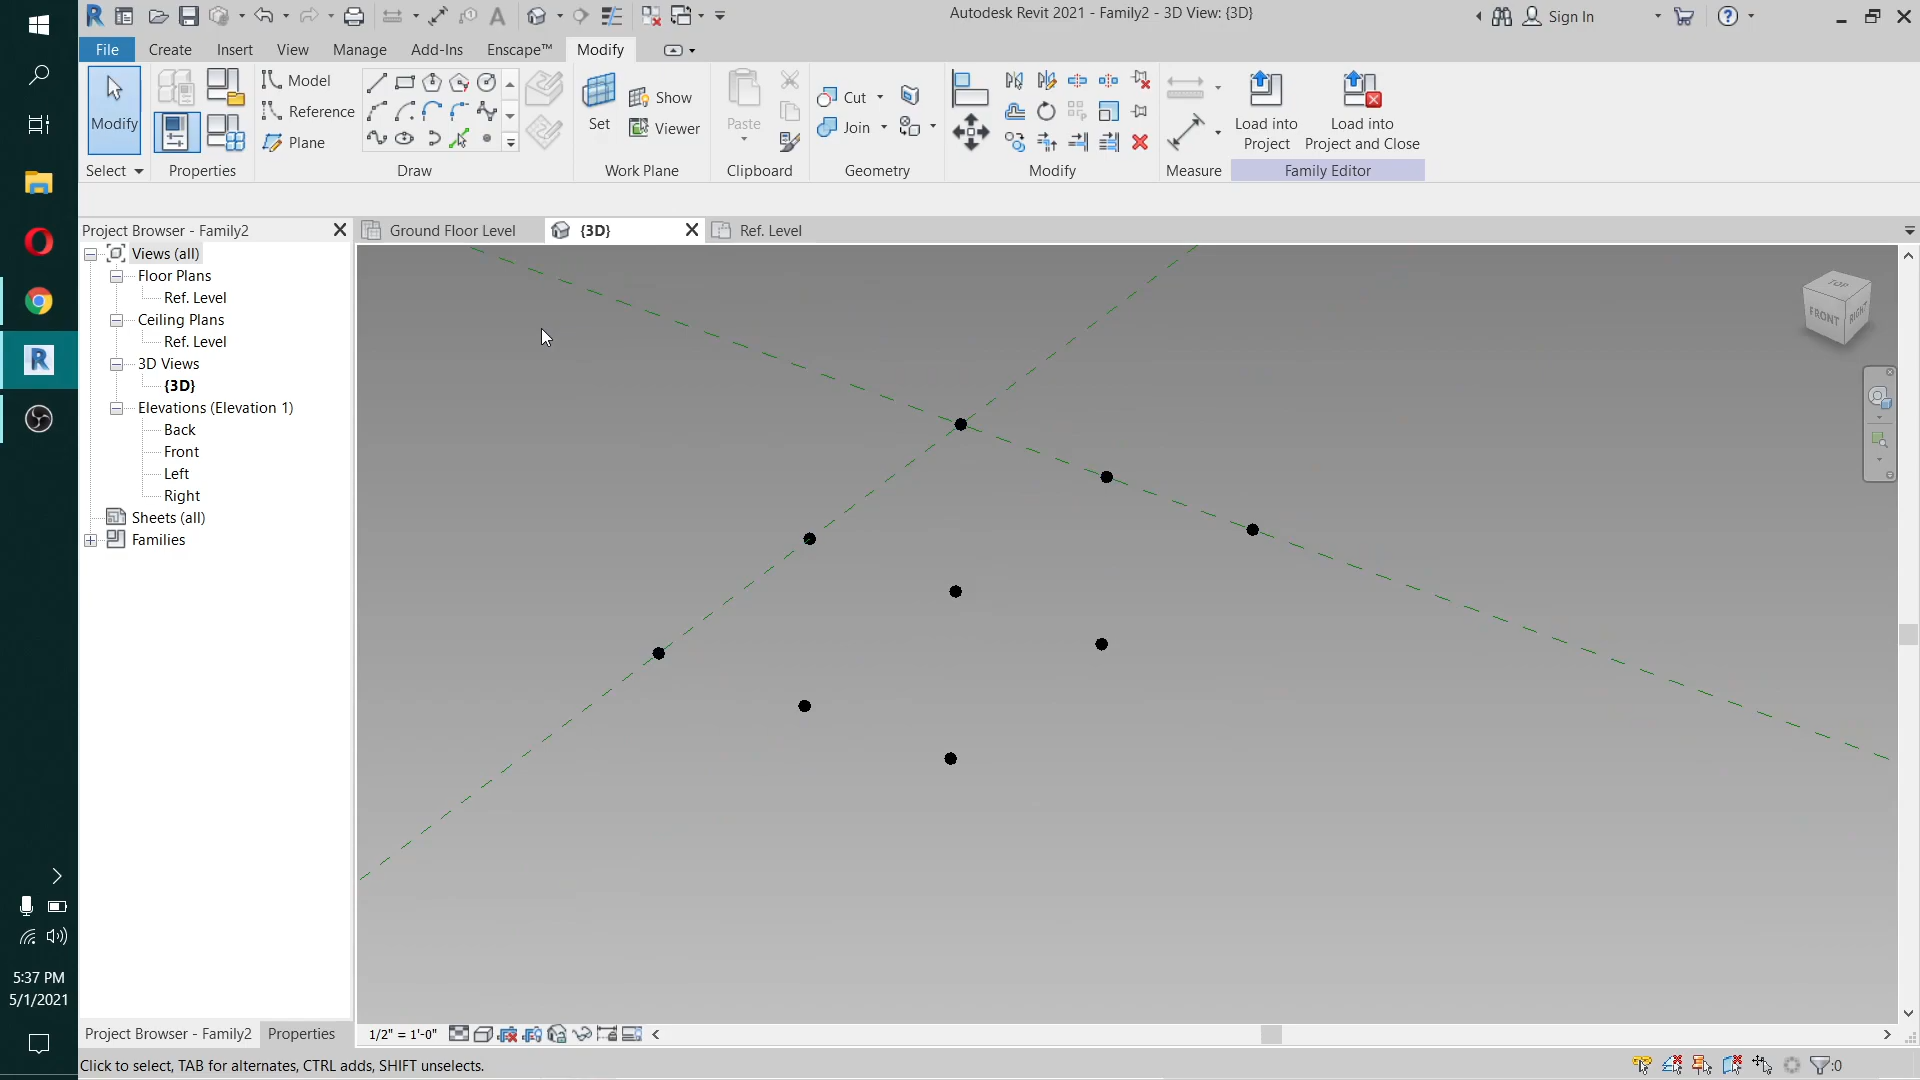 Autodesk Revit 2021 - Family2 - 3D View: {3D}
Sign In
File Create Insert View Manage Add-Ins Enscape™ Modify
Modify
Model
Reference
Plane
Set
Show
Viewer
Paste
Cut
Join
Load into
Project
Load into
Project and Close
Select Properties Draw Work Plane Clipboard Geometry Modify Measure Family Editor
Project Browser - Family2
Ground Floor Level
{3D}
Ref. Level
Views (all)
Floor Plans
Ref. Level
Ceiling Plans
Ref. Level
3D Views
{3D}
Elevations (Elevation 1)
Back
Front
Left
Right
Sheets (all)
Families
TOP
FRONT
RIGHT
5:37 PM
5/1/2021
Project Browser - Family2 Properties
1/2" = 1'-0"
Click to select, TAB for alternates, CTRL adds, SHIFT unselects.
:0